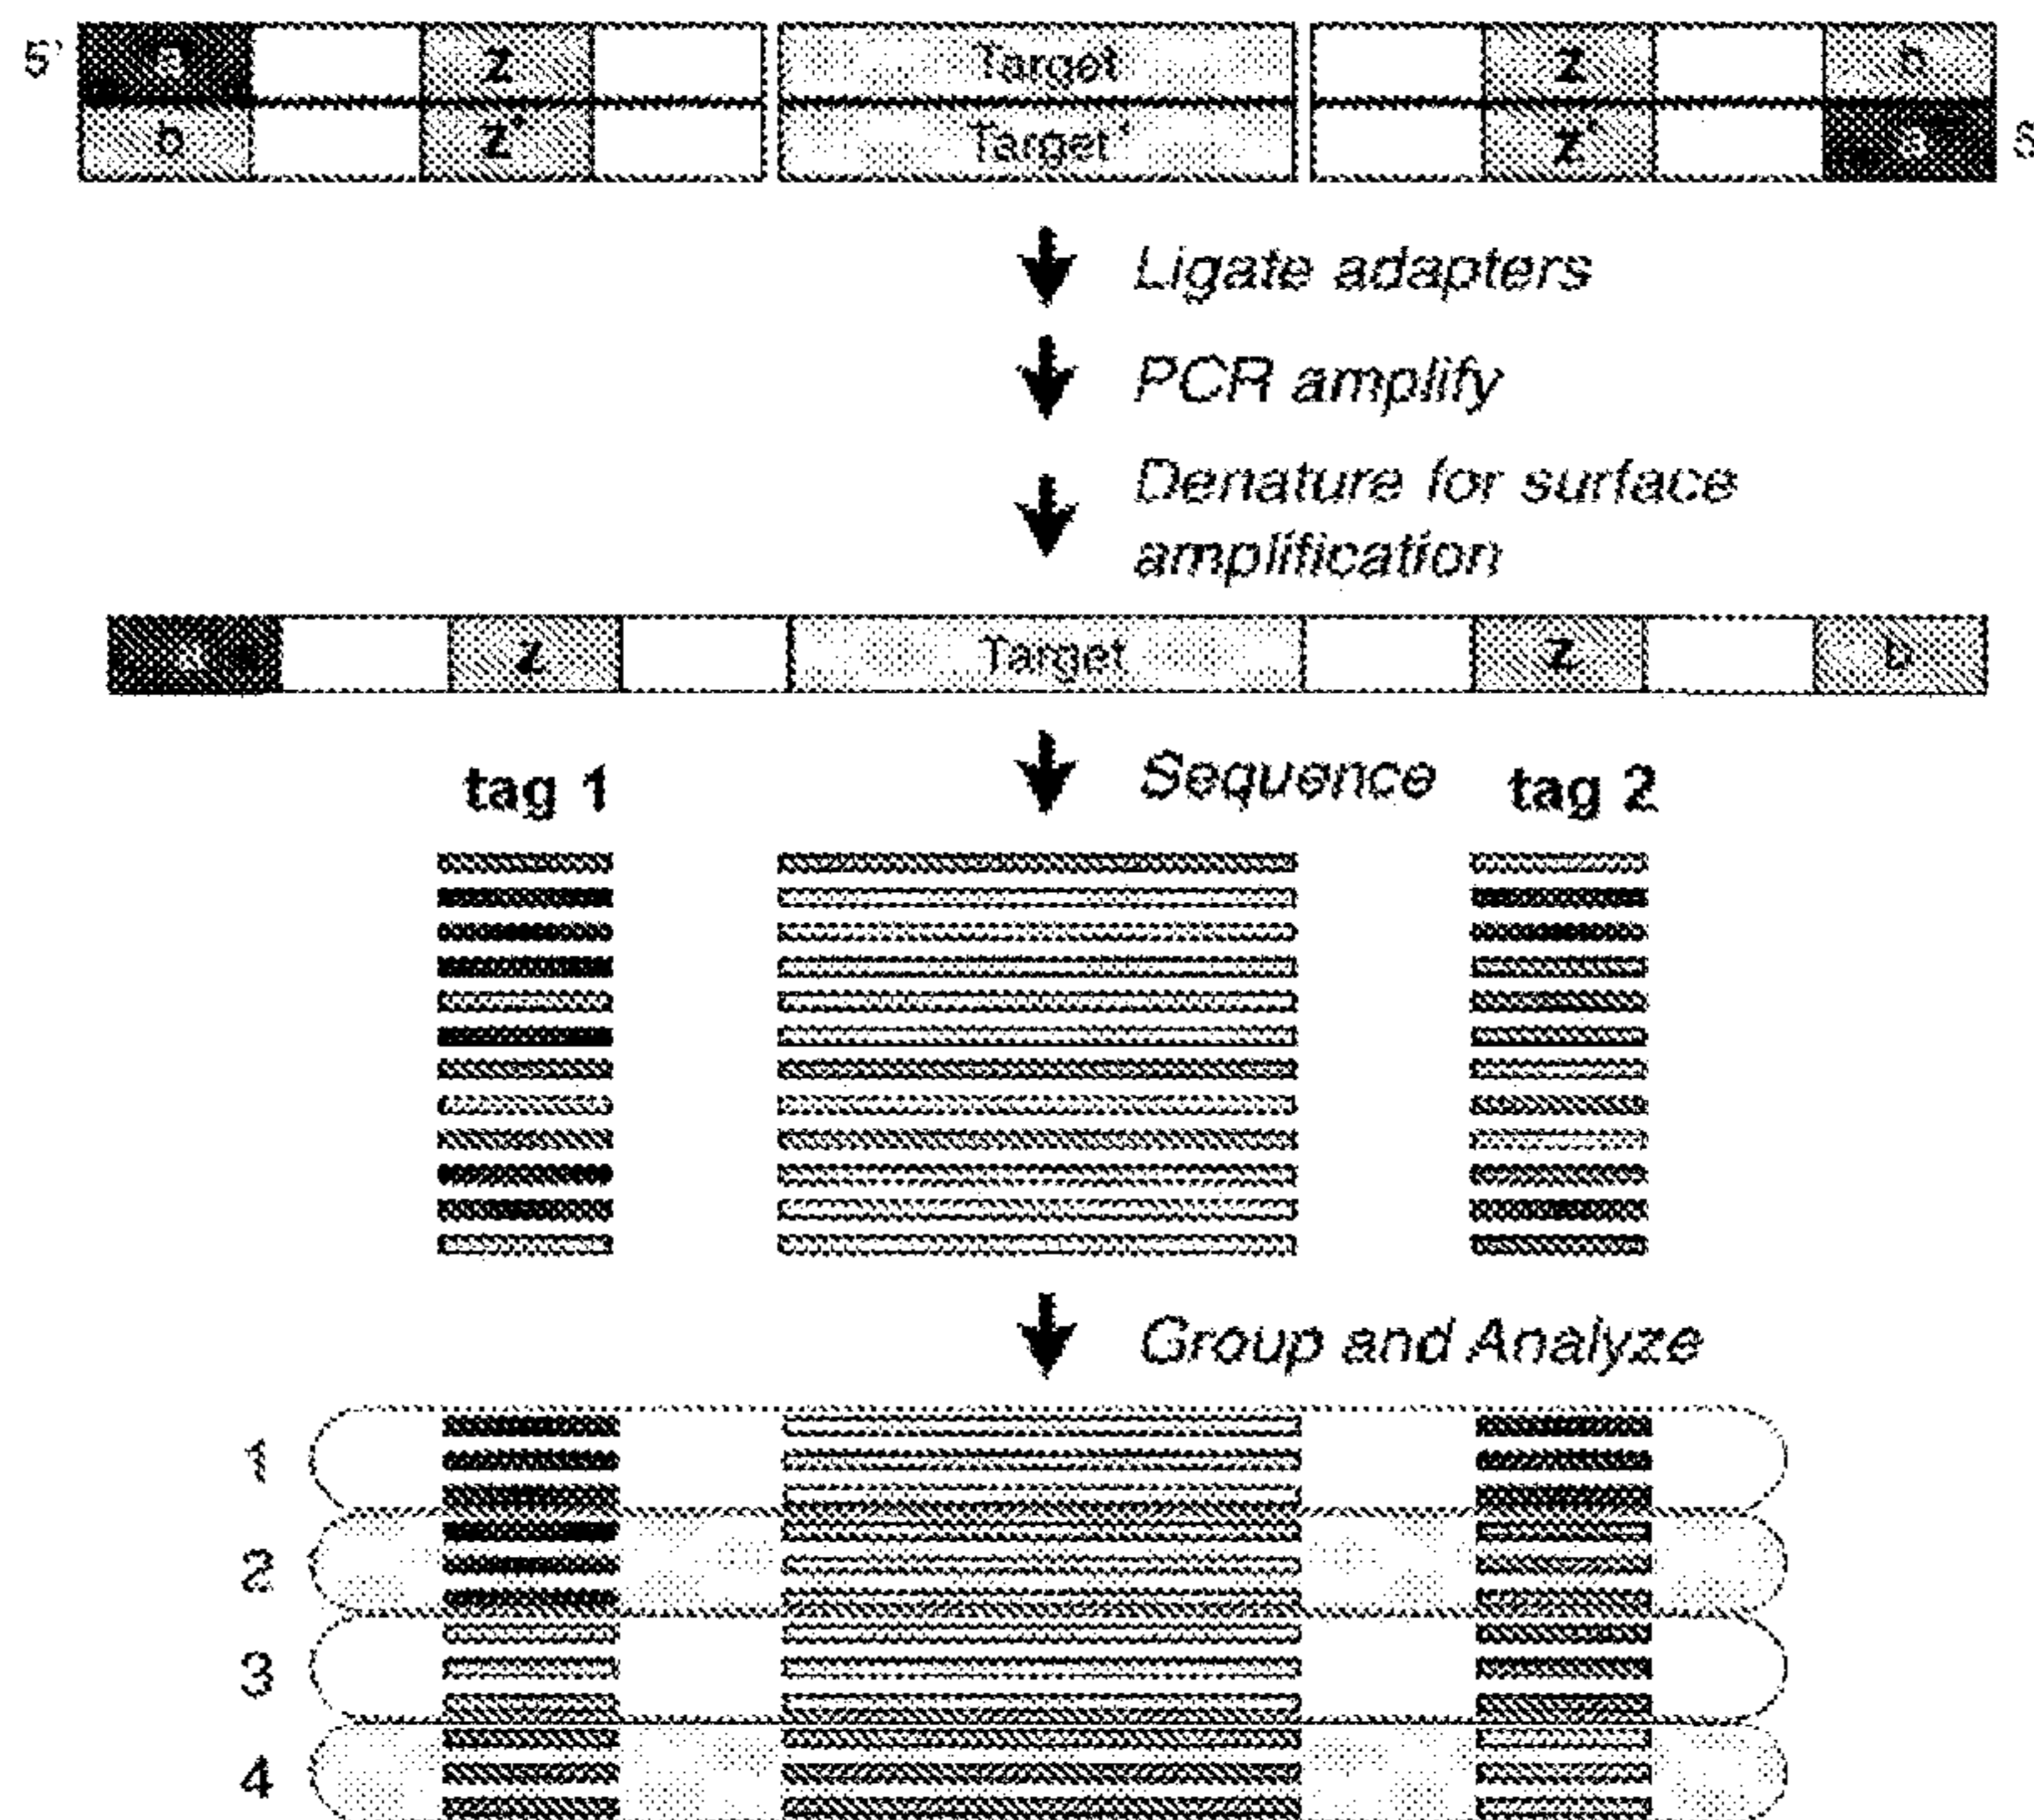 5' a Z Target Z b
b Z' Target' Z' a 5'
Ligate adapters
PCR amplify
Denature for surface
amplification
a Z Target Z b
Sequence
tag 1 tag 2
Group and Analyze
1
2
3
4